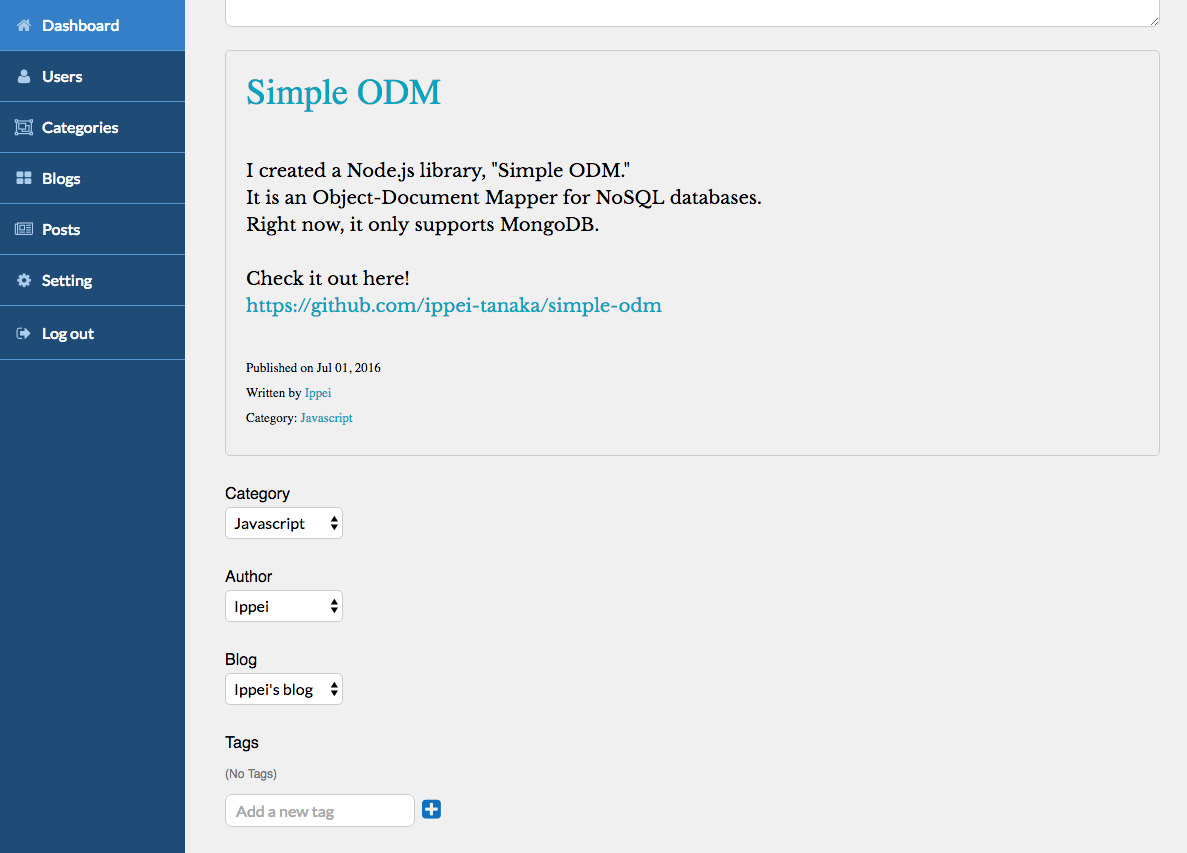 Dashboard
Users
Categories
Blogs
Posts
Setting
Log out
Simple ODM
I created a Node.js library, "Simple ODM."
It is an Object-Document Mapper for NoSQL databases.
Right now, it only supports MongoDB.
Check it out here!
https://github.com/ippei-tanaka/simple-odm
Published on Jul 01, 2016
Written by Ippei
Category: Javascript
Category
Javascript
Author
Ippei
Blog
Ippei's blog
Tags
(No Tags)
Add a new tag